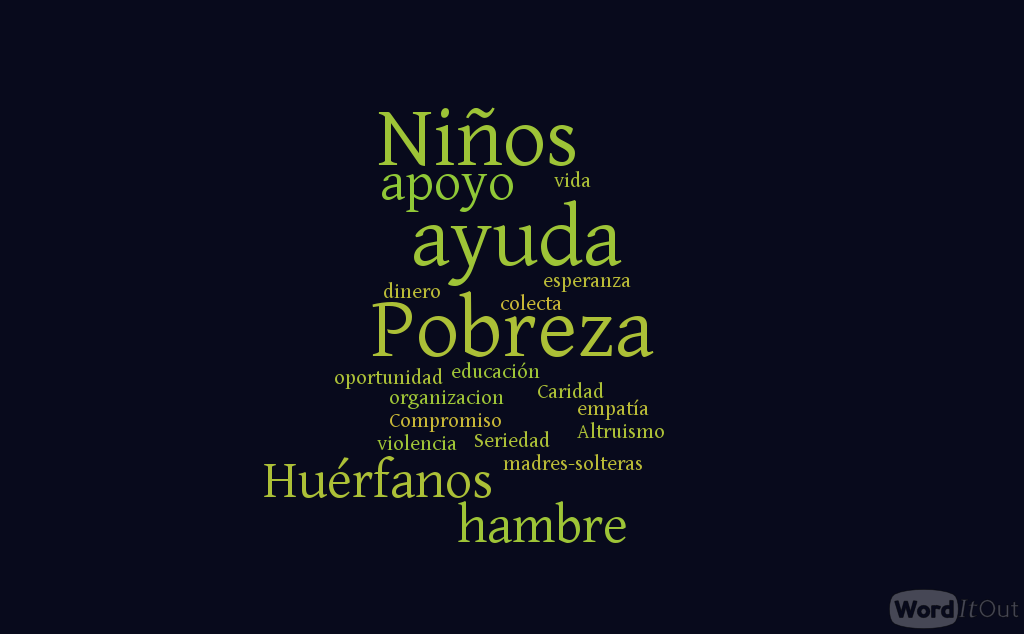 Niños
apoyo
vida
ayuda
esperanza
dinero
colecta
Pobreza
educación
oportunidad
Caridad
organizacion
empatía
Compromiso
Altruismo
Seriedad
violencia
madres-solteras
Huérfanos
hambre
WordItOut